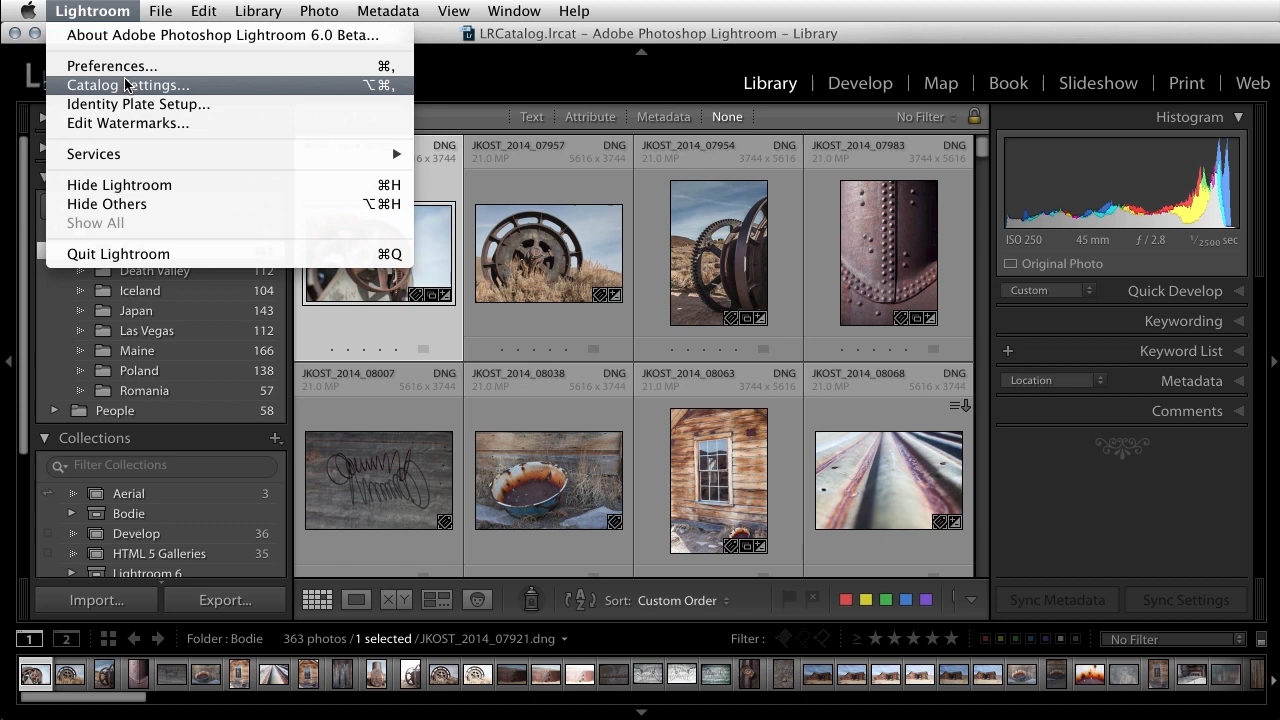 Lightroom File Edit Library Photo Metadata View Window Help
LRCatalog.lrcat – Adobe Photoshop Lightroom – Library
About Adobe Photoshop Lightroom 6.0 Beta...
Preferences... ⌘,
Catalog Settings... ⌥⌘,
Identity Plate Setup...
Edit Watermarks...
Services
Hide Lightroom ⌘H
Hide Others ⌥⌘H
Show All
Quit Lightroom ⌘Q
L
Library | Develop | Map | Book | Slideshow | Print | Web
Text Attribute Metadata None No Filter
Histogram
DNG JKOST_2014_07957 DNG JKOST_2014_07954 DNG JKOST_2014_07983 DNG
6 x 3744 21.0 MP 5616 x 3744 21.0 MP 3744 x 5616 21.0 MP 3744 x 5616
ISO 250 45 mm ƒ / 2.8 1/2500 sec
Original Photo
Custom Quick Develop
Keywording
Keyword List
Location Metadata
Comments
Death Valley 112
Iceland 104
Japan 143
Las Vegas 112
Maine 166
Poland 138
Romania 57
People 58
Collections
Filter Collections
Aerial 3
Bodie
Develop 36
HTML 5 Galleries 35
Lightroom 6
JKOST_2014_08007 DNG JKOST_2014_08038 DNG JKOST_2014_08063 DNG JKOST_2014_08068 DNG
21.0 MP 5616 x 3744 21.0 MP 5616 x 3744 21.0 MP 3744 x 5616 21.0 MP 5616 x 3744
Import... Export...
X Y
A Z Sort: Custom Order
Sync Metadata Sync Settings
1 2 Folder : Bodie 363 photos / 1 selected / JKOST_2014_07921.dng Filter : ≥ No Filter